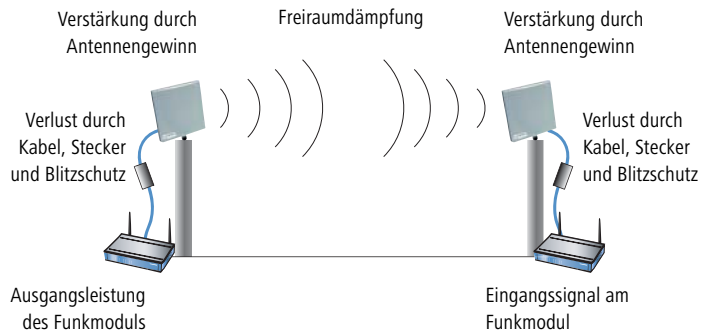 Verstärkung durch
Antennengewinn
Freiraumdämpfung
Verstärkung durch
Antennengewinn
Verlust durch
Kabel, Stecker
und Blitzschutz
Verlust durch
Kabel, Stecker
und Blitzschutz
Ausgangsleistung
des Funkmoduls
Eingangssignal am
Funkmodul